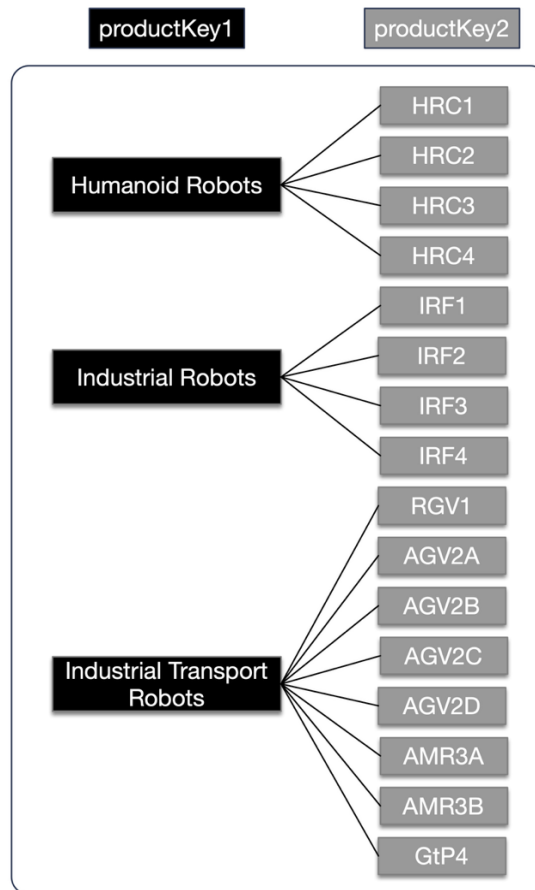 productKey1
productKey2
Humanoid Robots
HRC1
HRC2
HRC3
HRC4
Industrial Robots
IRF1
IRF2
IRF3
IRF4
Industrial Transport
Robots
RGV1
AGV2A
AGV2B
AGV2C
AGV2D
AMR3A
AMR3B
GtP4